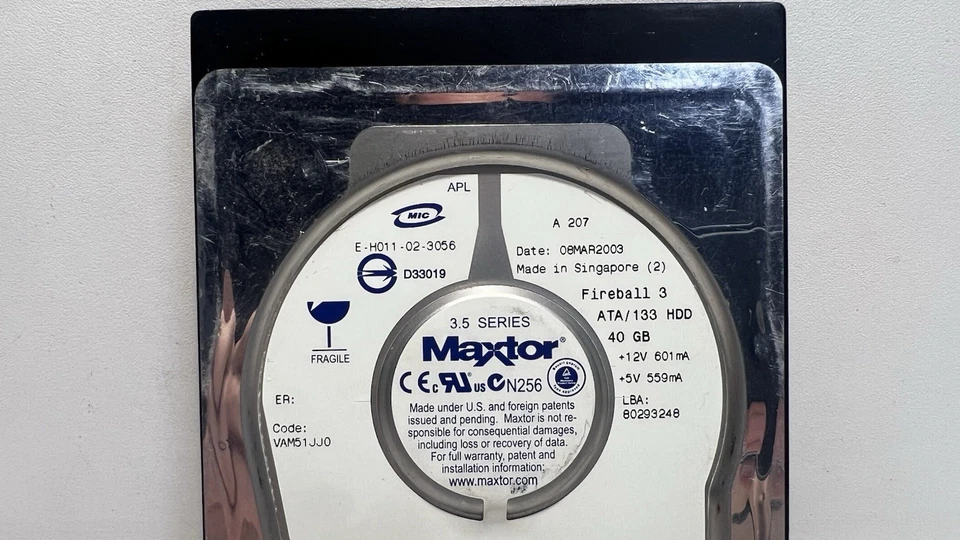 APL
MIC
E-H011-02-3056
D33019
FRAGILE
ER:
Code:
VAM51JJ0
A 207
Date: 08MAR2003
Made in Singapore (2)
Fireball 3
ATA/133 HDD
40 GB
+12V 601mA
+5V 559mA
LBA:
80293248
3.5 SERIES
Maxtor®
CE c RU us N256
Made under U.S. and foreign patents
issued and pending. Maxtor is not re-
sponsible for consequential damages,
including loss or recovery of data.
For full warranty, patent and
installation information;
www.maxtor.com